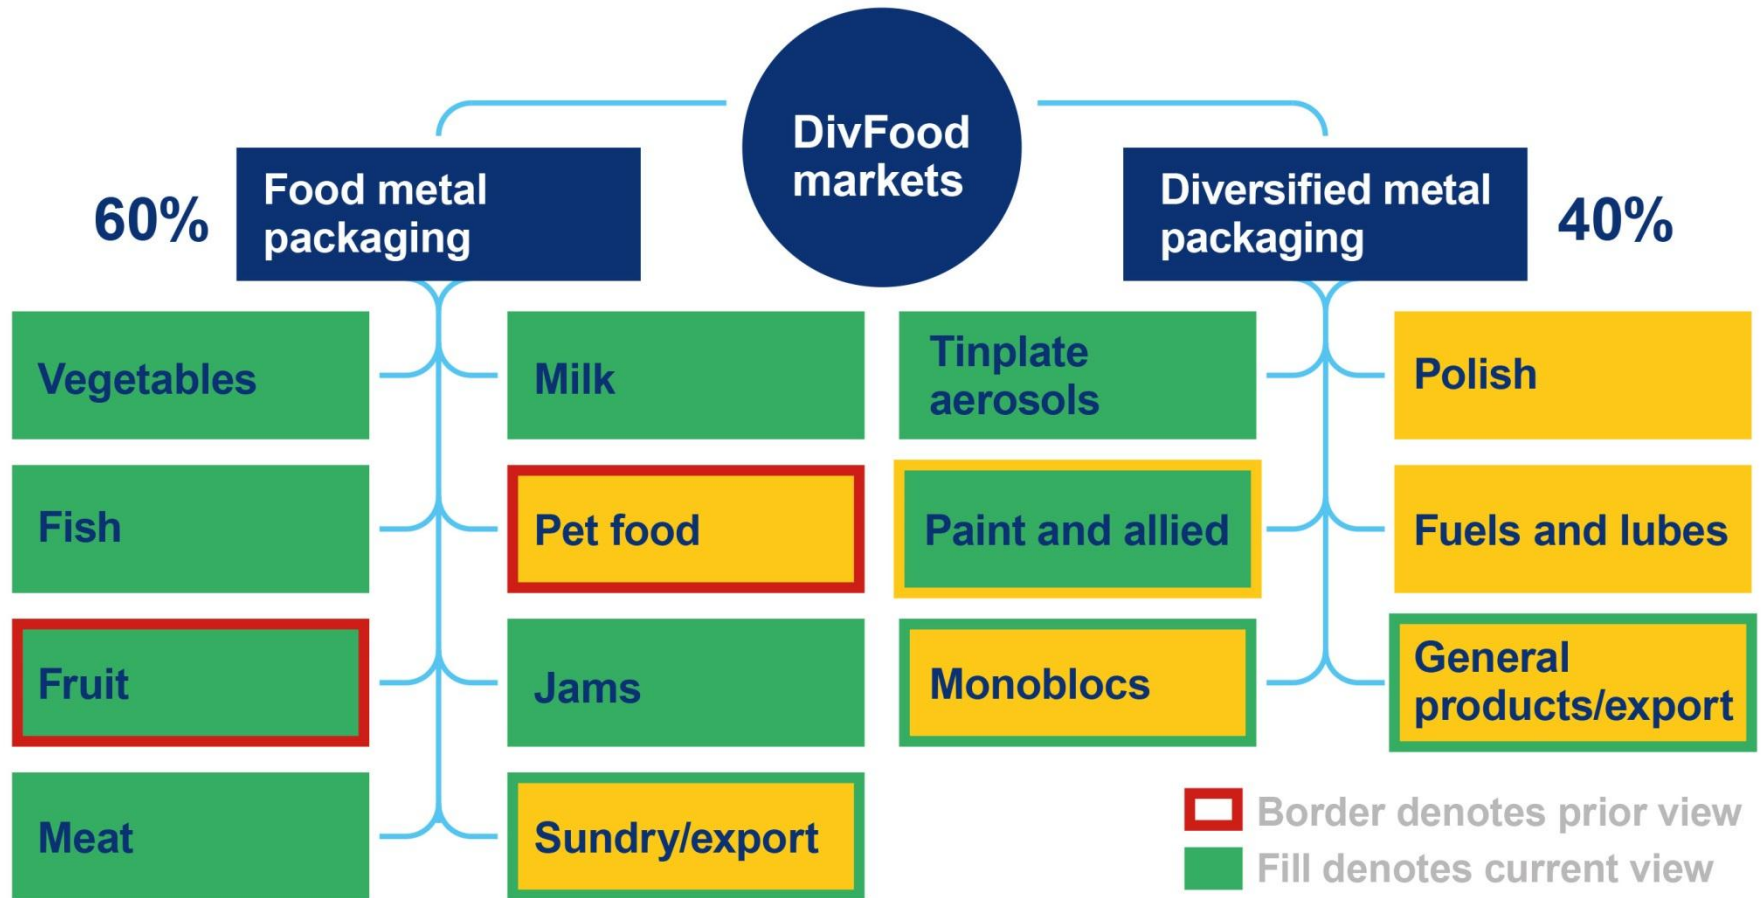 DivFood
markets
60%
Food metal
packaging
Diversified metal
packaging
40%
Vegetables
Milk
Tinplate
aerosols
Polish
Fish
Pet food
Paint and allied
Fuels and lubes
Fruit
Jams
Monoblocs
General
products/export
Meat
Sundry/export
Border denotes prior view
Fill denotes current view